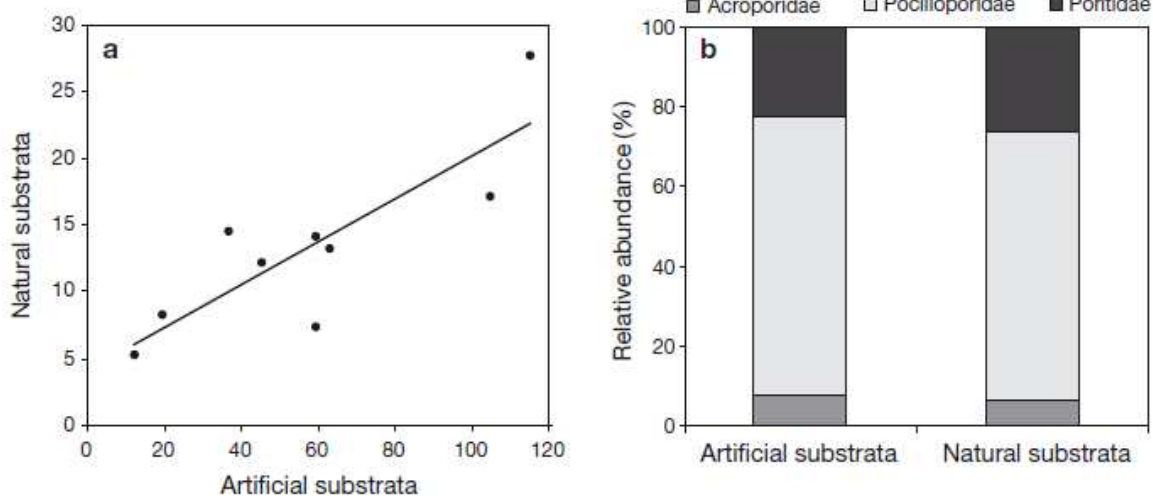 a
30
25
20
15
10
5
0
Natural substrata
0 20 40 60 80 100 120
Artificial substrata
Acroporidae Pocilloporidae Poritidae
b
100
80
60
40
20
0
Relative abundance (%)
Artificial substrata Natural substrata